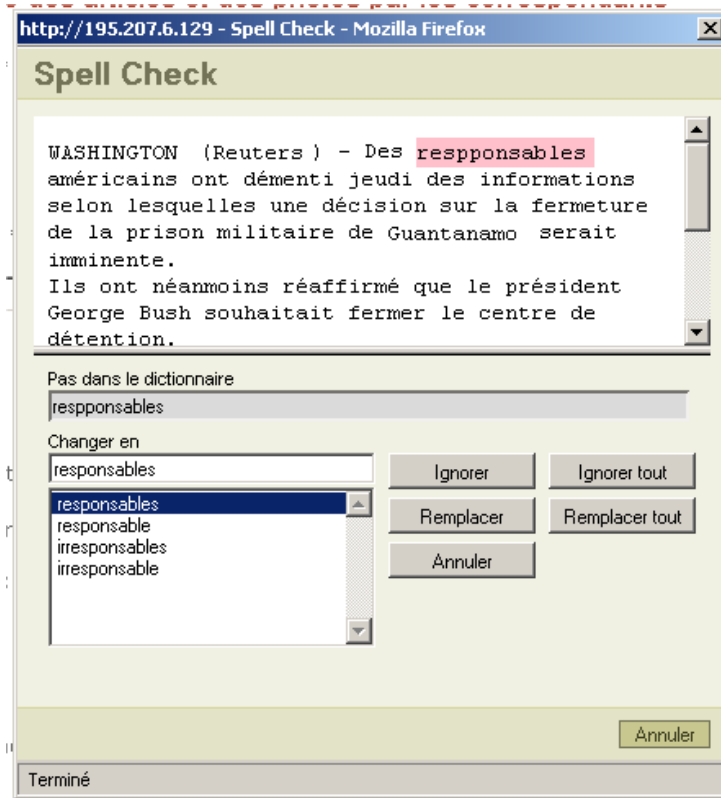 http://195.207.6.129 - Spell Check - Mozilla Firefox
Spell Check
WASHINGTON (Reuters ) - Des respponsables
américains ont démenti jeudi des informations
selon lesquelles une décision sur la fermeture
de la prison militaire de Guantanamo serait
imminente.
Ils ont néanmoins réaffirmé que le président
George Bush souhaitait fermer le centre de
détention.
Pas dans le dictionnaire
respponsables
Changer en
responsables
Ignorer
Ignorer tout
responsables
responsable
irresponsables
irresponsable
Remplacer
Remplacer tout
Annuler
Annuler
Terminé